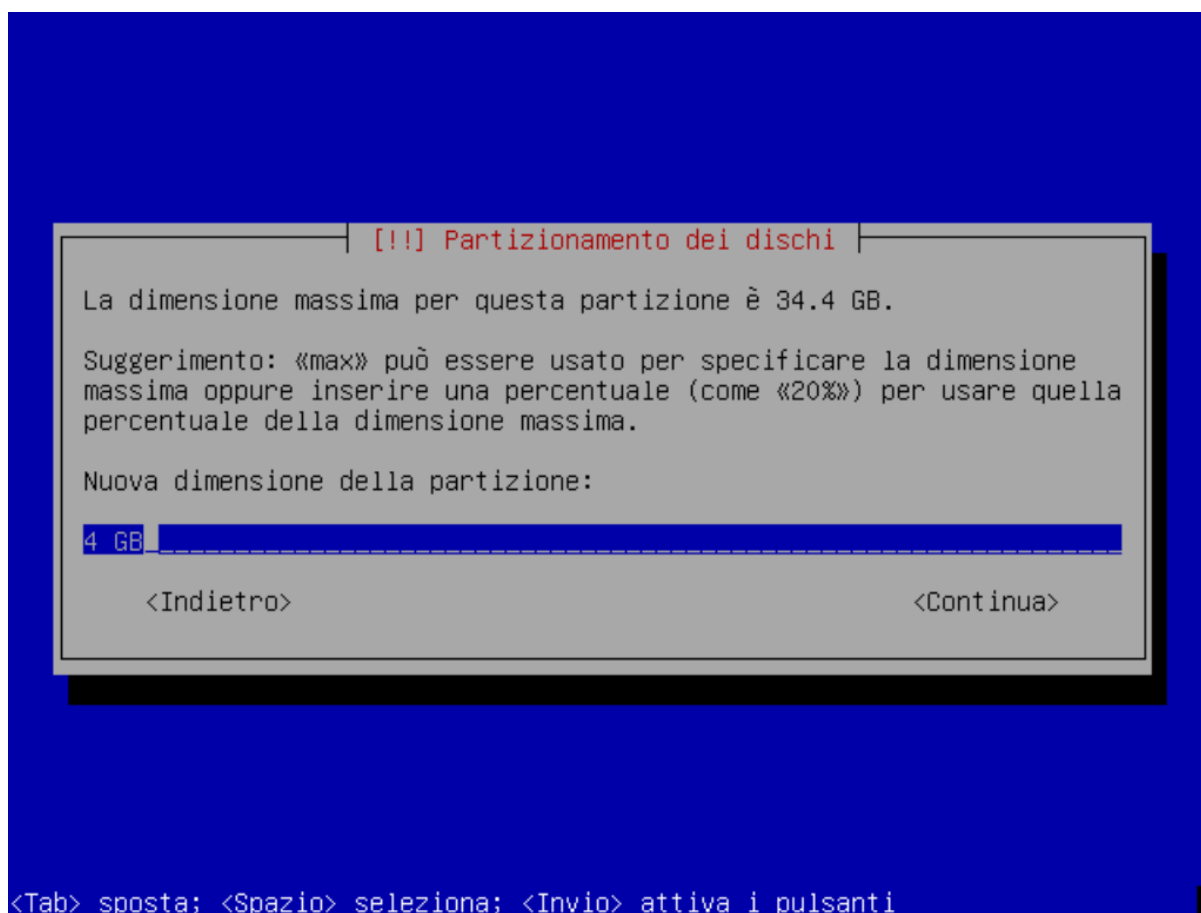 [!!] Partizionamento dei dischi
La dimensione massima per questa partizione è 34.4 GB.
Suggerimento: «max» può essere usato per specificare la dimensione
massima oppure inserire una percentuale (come «20%») per usare quella
percentuale della dimensione massima.
Nuova dimensione della partizione:
4 GB
<Indietro> <Continua>
<Tab> sposta; <Spazio> seleziona; <Invio> attiva i pulsanti